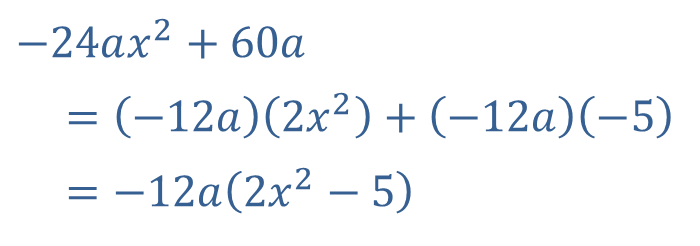 −24ax² + 60a
= (−12a)(2x²) + (−12a)(−5)
= −12a(2x² − 5)